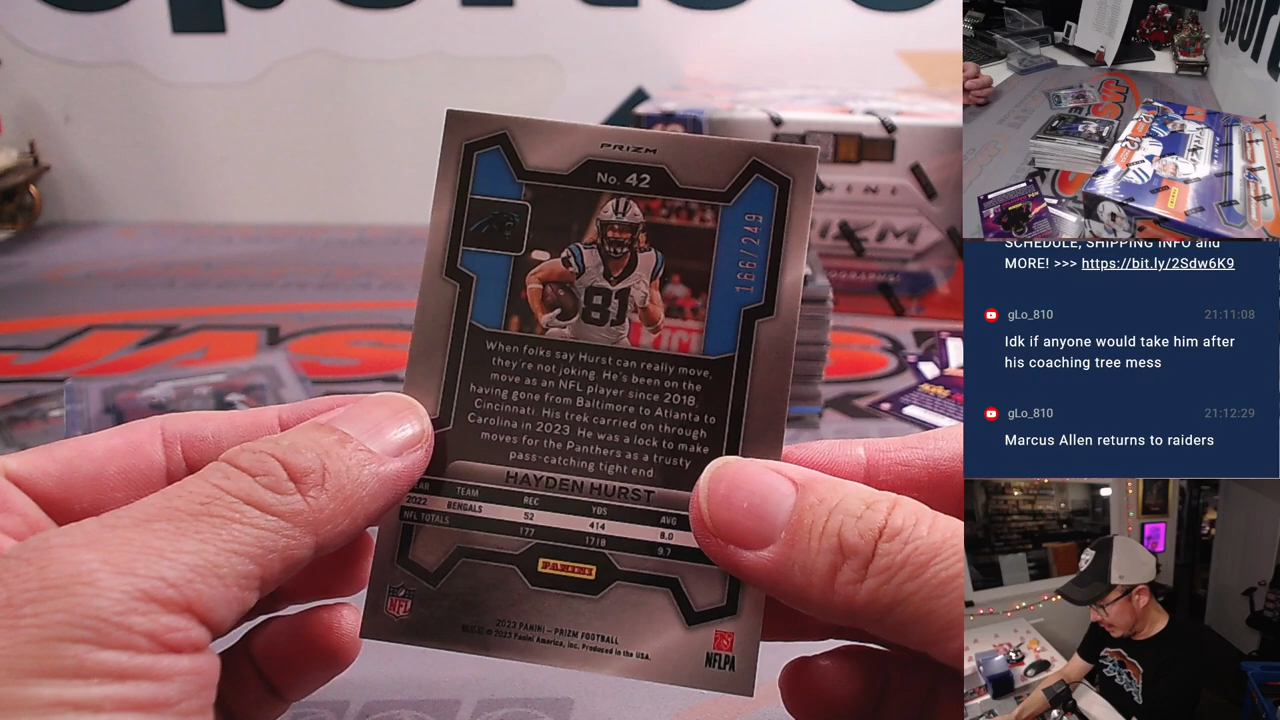 PRIZM
No. 42
166/249
81
When folks say Hurst can really move,
they're not joking. He's been on the
move as an NFL player since 2018,
having gone from Baltimore to Atlanta to
Cincinnati. His trek carried on through
Carolina in 2023. He was a lock to make
moves for the Panthers as a trusty
pass-catching tight end.
HAYDEN HURST
TEAM REC YDS AVG
2022 BENGALS 52 414 8.0
NFL TOTALS 177 1718 9.7
PANINI
NFL
2023 PANINI – PRIZM FOOTBALL
© 2023 Panini America, Inc. Produced in the USA.
NFLPA
PRIZM
JAS
SCHEDULE, SHIPPING INFO and
MORE! >>> https://bit.ly/2Sdw6K9
gLo_810 21:11:08
Idk if anyone would take him after
his coaching tree mess
gLo_810 21:12:29
Marcus Allen returns to raiders